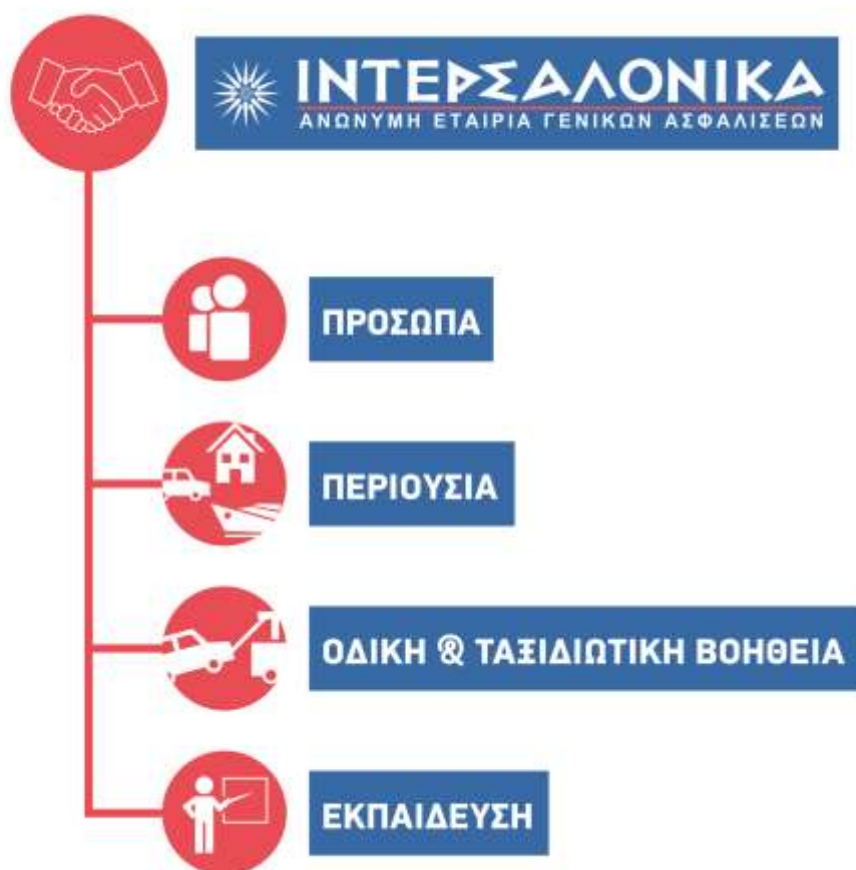 ΙΝΤΕΡΣΑΛΟΝΙΚΑ
ΑΝΩΝΥΜΗ ΕΤΑΙΡΙΑ ΓΕΝΙΚΩΝ ΑΣΦΑΛΙΣΕΩΝ
ΠΡΟΣΩΠΑ
ΠΕΡΙΟΥΣΙΑ
ΟΔΙΚΗ & ΤΑΞΙΔΙΩΤΙΚΗ ΒΟΗΘΕΙΑ
ΕΚΠΑΙΔΕΥΣΗ